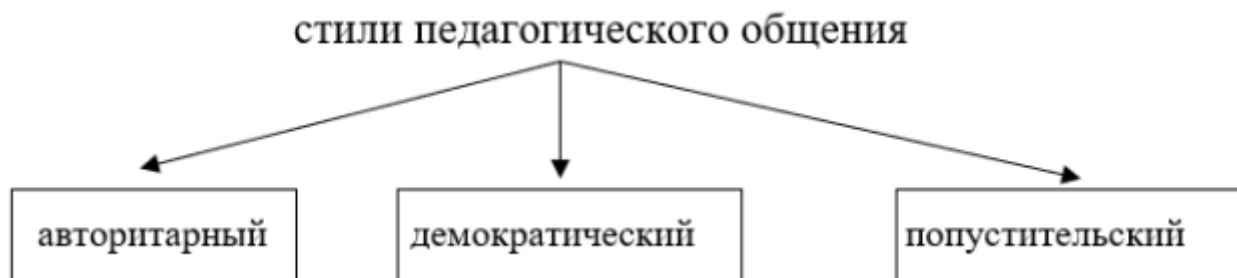 стили педагогического общения
авторитарный
демократический
попустительский